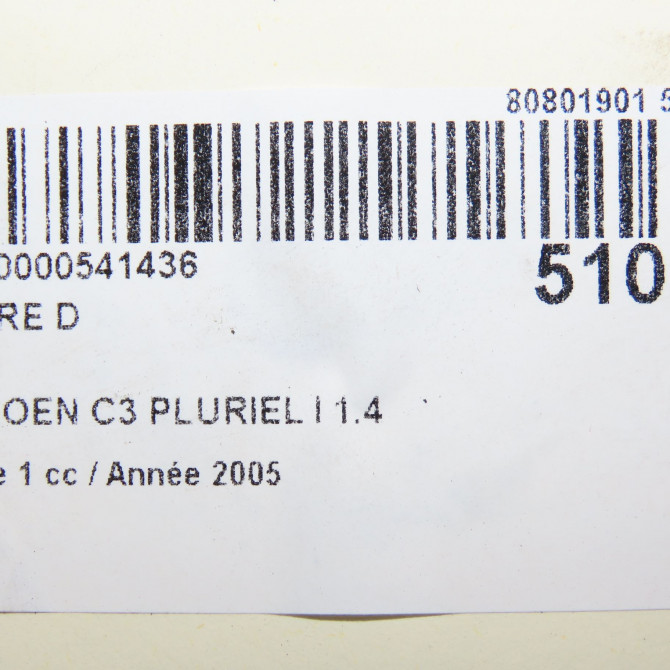 80801901
0000541436 510
RE D
OEN C3 PLURIEL I 1.4
e 1 cc / Année 2005